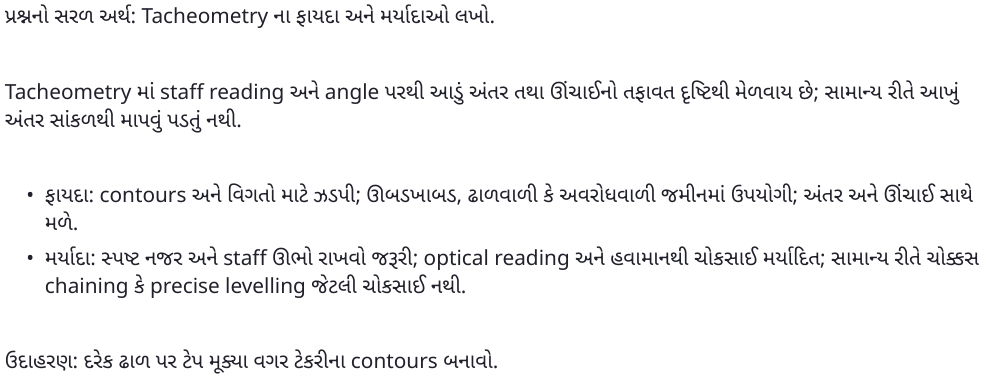 પ્રશ્નનો સરળ અર્થ: Tacheometry ના ફાયદા અને મર્યાદાઓ લખો.
Tacheometry માં staff reading અને angle પરથી આડું અંતર તથા ઊંચાઈનો તફાવત દૃષ્ટિથી મેળવાય છે; સામાન્ય રીતે આખું
અંતર સાંકળથી માપવું પડતું નથી.
• ફાયદા: contours અને વિગતો માટે ઝડપી; ઊબડખાબડ, ઢાળવાળી કે અવરોધવાળી જમીનમાં ઉપયોગી; અંતર અને ઊંચાઈ સાથે
મળે.
• મર્યાદા: સ્પષ્ટ નજર અને staff ઊભો રાખવો જરૂરી; optical reading અને હવામાનથી ચોકસાઈ મર્યાદિત; સામાન્ય રીતે ચોક્કસ
chaining કે precise levelling જેટલી ચોકસાઈ નથી.
ઉદાહરણ: દરેક ઢાળ પર ટેપ મૂક્યા વગર ટેકરીના contours બનાવો.